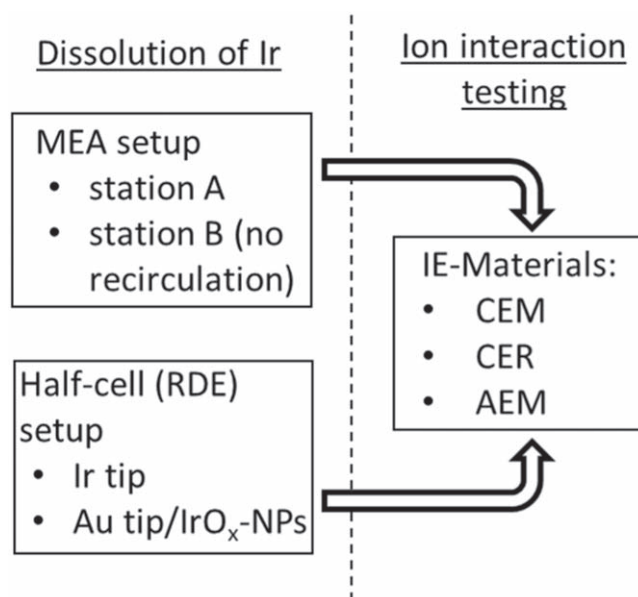 Dissolution of Ir
MEA setup
• station A
• station B (no
recirculation)
Half-cell (RDE)
setup
• Ir tip
• Au tip/IrOₓ-NPs
Ion interaction
testing
IE-Materials:
• CEM
• CER
• AEM